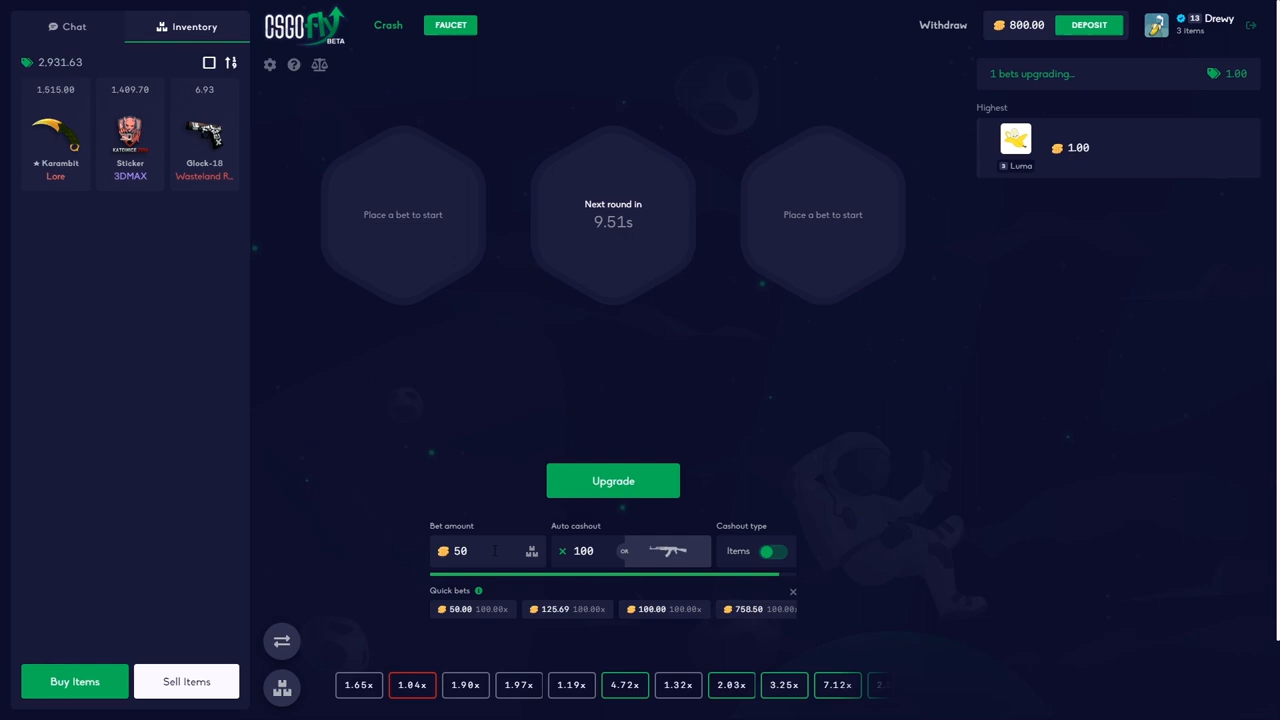 Chat
Inventory
2,931.63
1,515.00
★ Karambit
Lore
1,409.70
KATOWICE
Sticker
3DMAX
6.93
Glock-18
Wasteland R...
Buy Items
Sell Items
CSGOfly
BETA
Crash
FAUCET
Withdraw
800.00
DEPOSIT
13 Drewy
3 items
1 bets upgrading...
1.00
Highest
3 Luma
1.00
Place a bet to start
Next round in
9.51s
Place a bet to start
Upgrade
Bet amount
50
Auto cashout
× 100
OR
Cashout type
Items
Quick bets
50.00 100.00x
125.69 100.00x
100.00 100.00x
758.50 100.00x
1.65x
1.04x
1.90x
1.97x
1.19x
4.72x
1.32x
2.03x
3.25x
7.12x